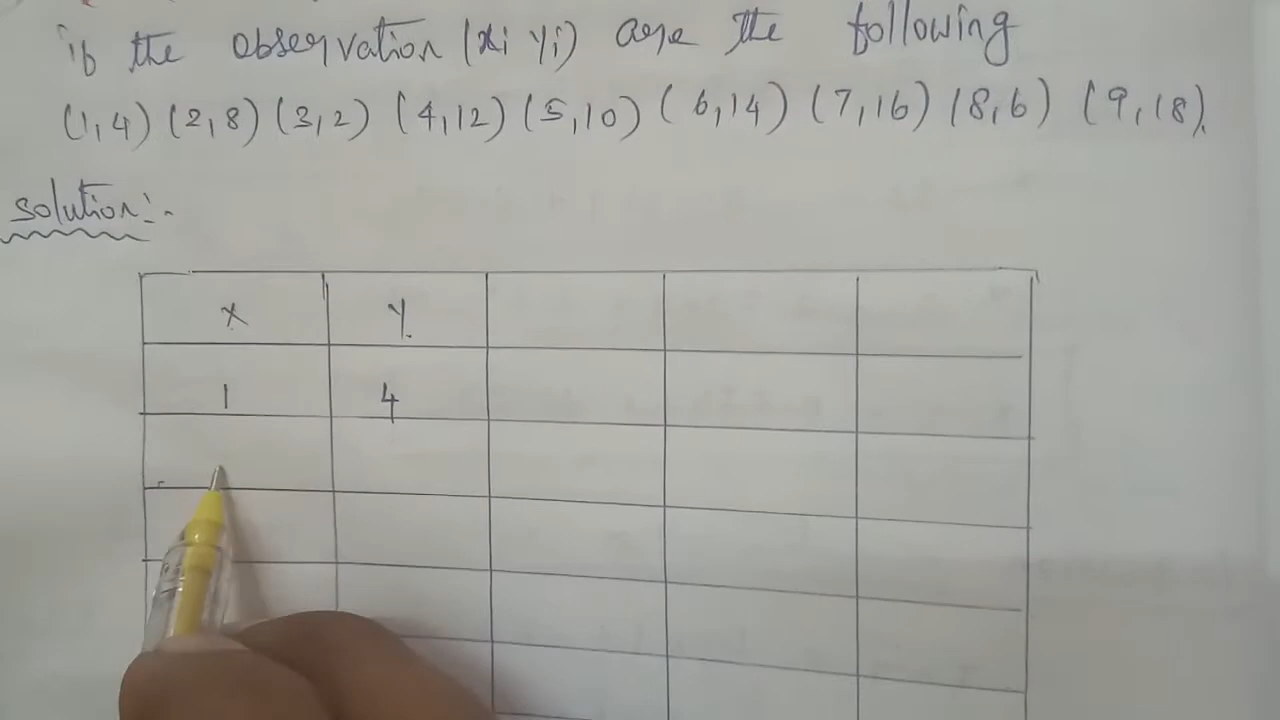 if the observation (xi yi) are the following
(1,4) (2,8) (3,2) (4,12) (5,10) (6,14) (7,16) (8,6) (9,18).
Solution:-
X Y
1 4